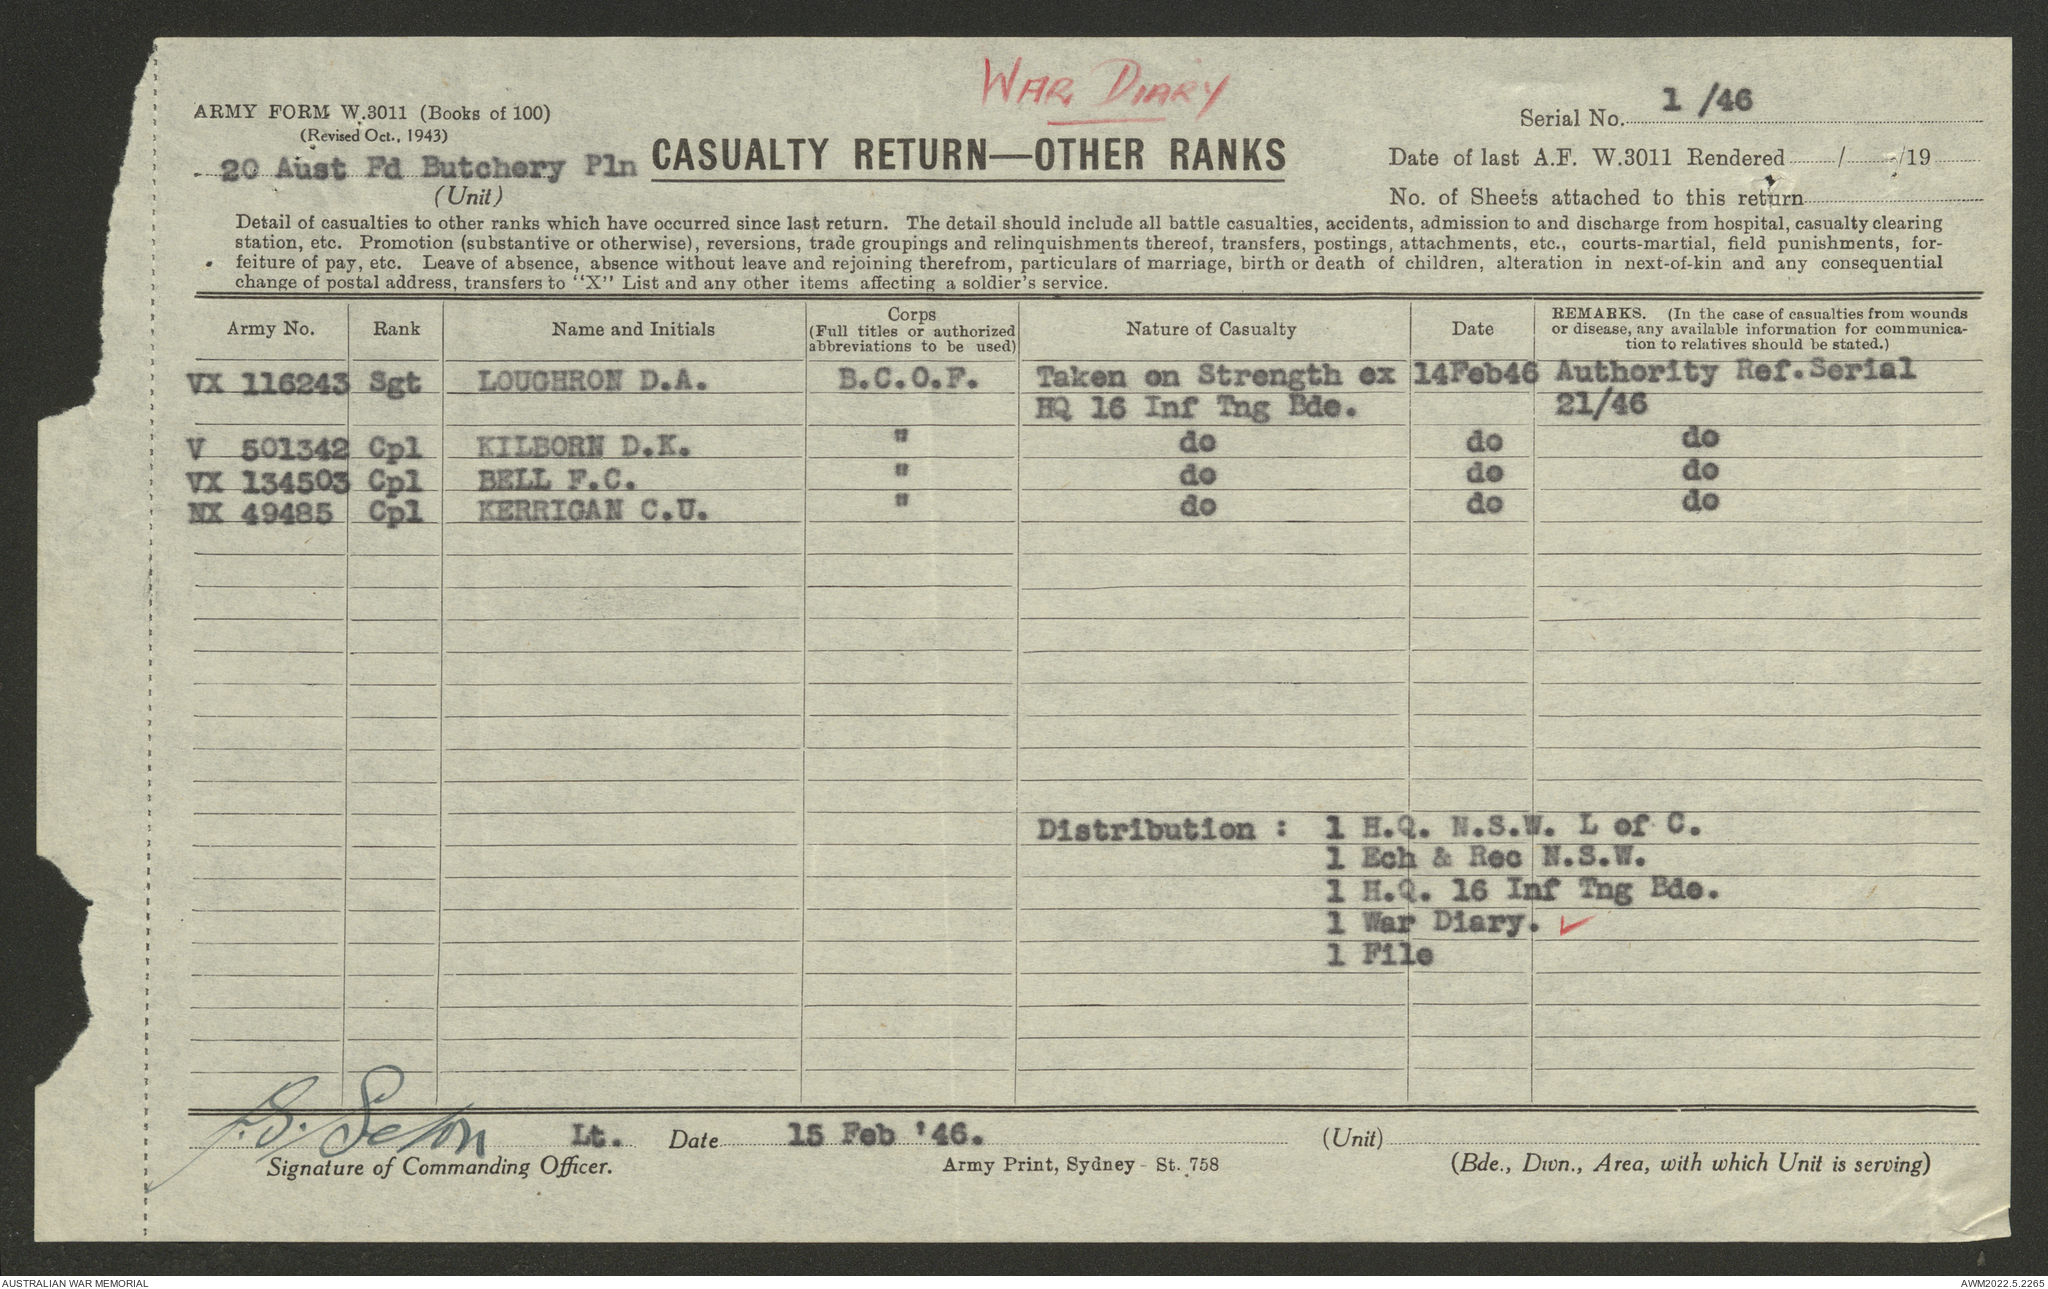 WAR DIARY
ARMY FORM W.3011 (Books of 100)
(Revised Oct., 1943)
Serial No. 1 /46
20 Aust Fd Butchery Pln
(Unit)
CASUALTY RETURN—OTHER RANKS
Date of last A.F. W.3011 Rendered / /19
No. of Sheets attached to this return
Detail of casualties to other ranks which have occurred since last return. The detail should include all battle casualties, accidents, admission to and discharge from hospital, casualty clearing
station, etc. Promotion (substantive or otherwise), reversions, trade groupings and relinquishments thereof, transfers, postings, attachments, etc., courts-martial, field punishments, for-
feiture of pay, etc. Leave of absence, absence without leave and rejoining therefrom, particulars of marriage, birth or death of children, alteration in next-of-kin and any consequential
change of postal address, transfers to "X" List and any other items affecting a soldier's service.
Army No. Rank Name and Initials Corps (Full titles or authorized abbreviations to be used) Nature of Casualty Date REMARKS. (In the case of casualties from wounds or disease, any available information for communica- tion to relatives should be stated.)
VX 116243 Sgt LOUGHRON D.A. B.C.O.F. Taken on Strength ex 14Feb46 Authority Ref.Serial
HQ 16 Inf Tng Bde. 21/46
V 501342 Cpl KILBORN D.K. " do do do
VX 134503 Cpl BELL F.C. " do do do
NX 49485 Cpl KERRIGAN C.U. " do do do
Distribution : 1 H.Q. N.S.W. L of C.
1 Ech & Rec N.S.W.
1 H.Q. 16 Inf Tng Bde.
1 War Diary.
1 File
J.S. Seton Lt. Date 15 Feb '46. (Unit)
Signature of Commanding Officer. Army Print, Sydney - St. 758 (Bde., Divn., Area, with which Unit is serving)
AUSTRALIAN WAR MEMORIAL
AWM2022.5.2265